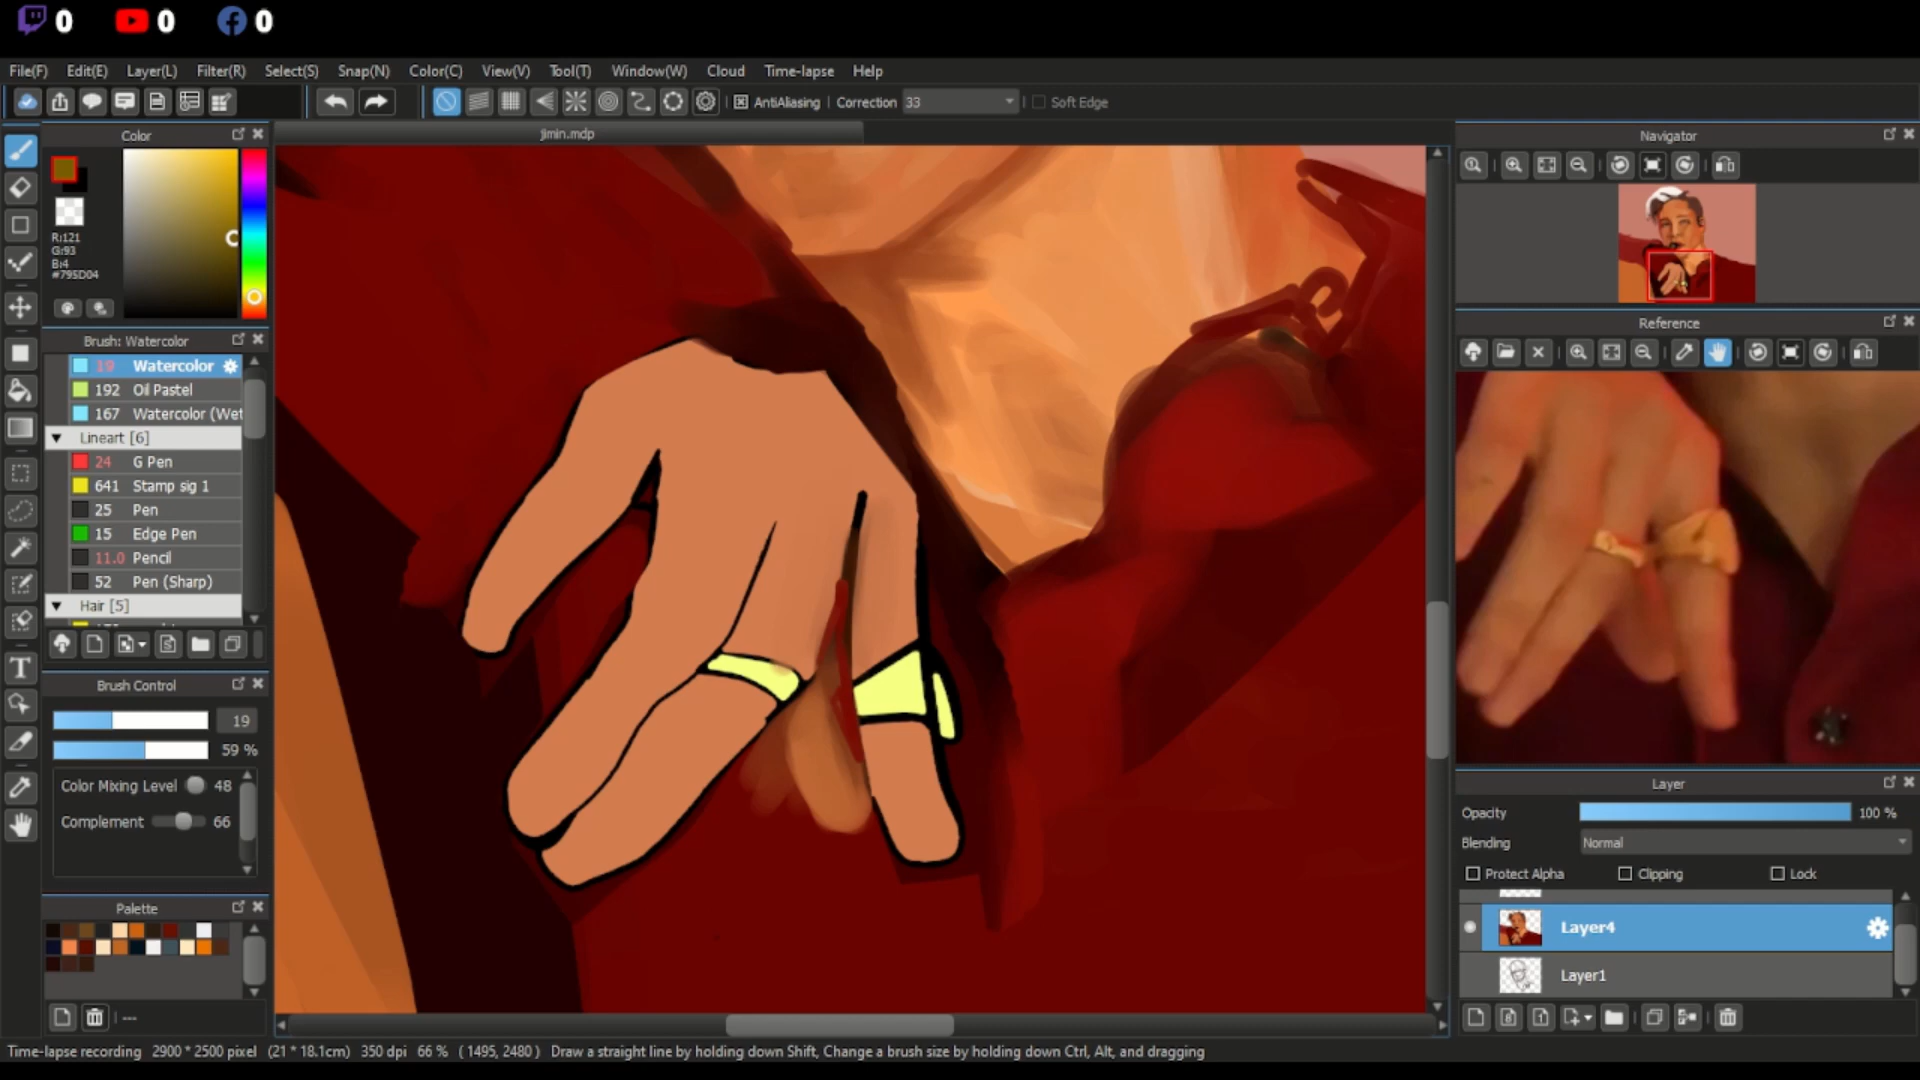 0 0 0
File(F) Edit(E) Layer(L) Filter(R) Select(S) Snap(N) Color(C) View(V) Tool(T) Window(W) Cloud Time-lapse Help
AntiAliasing Correction 33 Soft Edge
Color
jimin.mdp
Navigator
R:121
G:93
B:4
#795D04
Reference
Brush: Watercolor
19 Watercolor
192 Oil Pastel
167 Watercolor (Wet
Lineart [6]
24 G Pen
641 Stamp sig 1
25 Pen
15 Edge Pen
11.0 Pencil
52 Pen (Sharp)
Hair [5]
T
Brush Control
19
59 %
Color Mixing Level 48
Complement 66
Layer
Opacity 100 %
Blending Normal
Protect Alpha Clipping Lock
Layer4
Layer1
Palette
---
Time-lapse recording 2900 * 2500 pixel (21 * 18.1cm) 350 dpi 66 % ( 1495, 2480 ) Draw a straight line by holding down Shift, Change a brush size by holding down Ctrl, Alt, and dragging